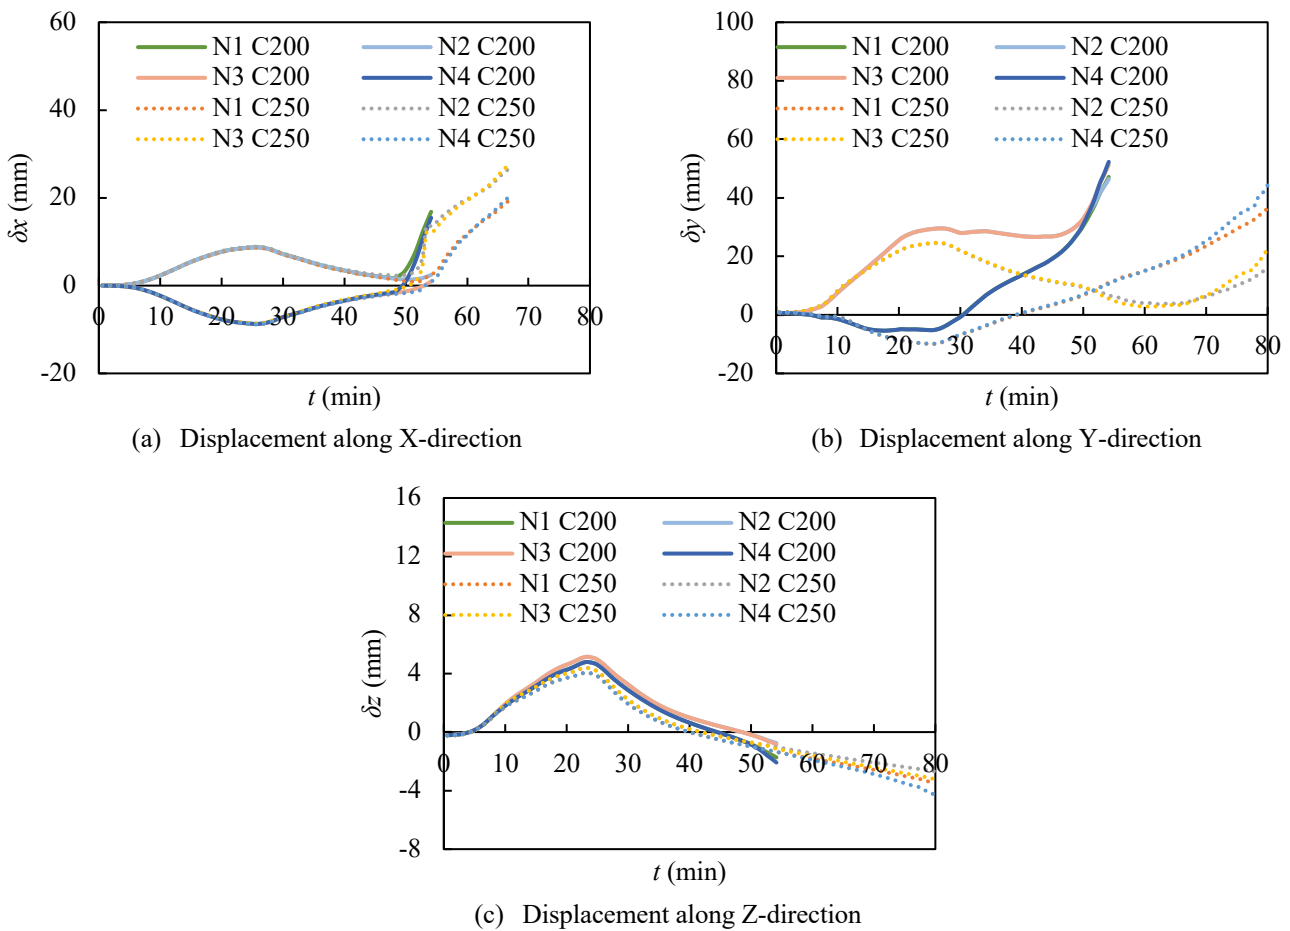 60
40
20
0
-20
δx (mm)
N1 C200 N2 C200
N3 C200 N4 C200
N1 C250 N2 C250
N3 C250 N4 C250
0 10 20 30 40 50 60 70 80
t (min)
(a) Displacement along X-direction
100
80
60
40
20
0
-20
δy (mm)
N1 C200 N2 C200
N3 C200 N4 C200
N1 C250 N2 C250
N3 C250 N4 C250
0 10 20 30 40 50 60 70 80
t (min)
(b) Displacement along Y-direction
16
12
8
4
0
-4
-8
δz (mm)
N1 C200 N2 C200
N3 C200 N4 C200
N1 C250 N2 C250
N3 C250 N4 C250
0 10 20 30 40 50 60 70 80
t (min)
(c) Displacement along Z-direction